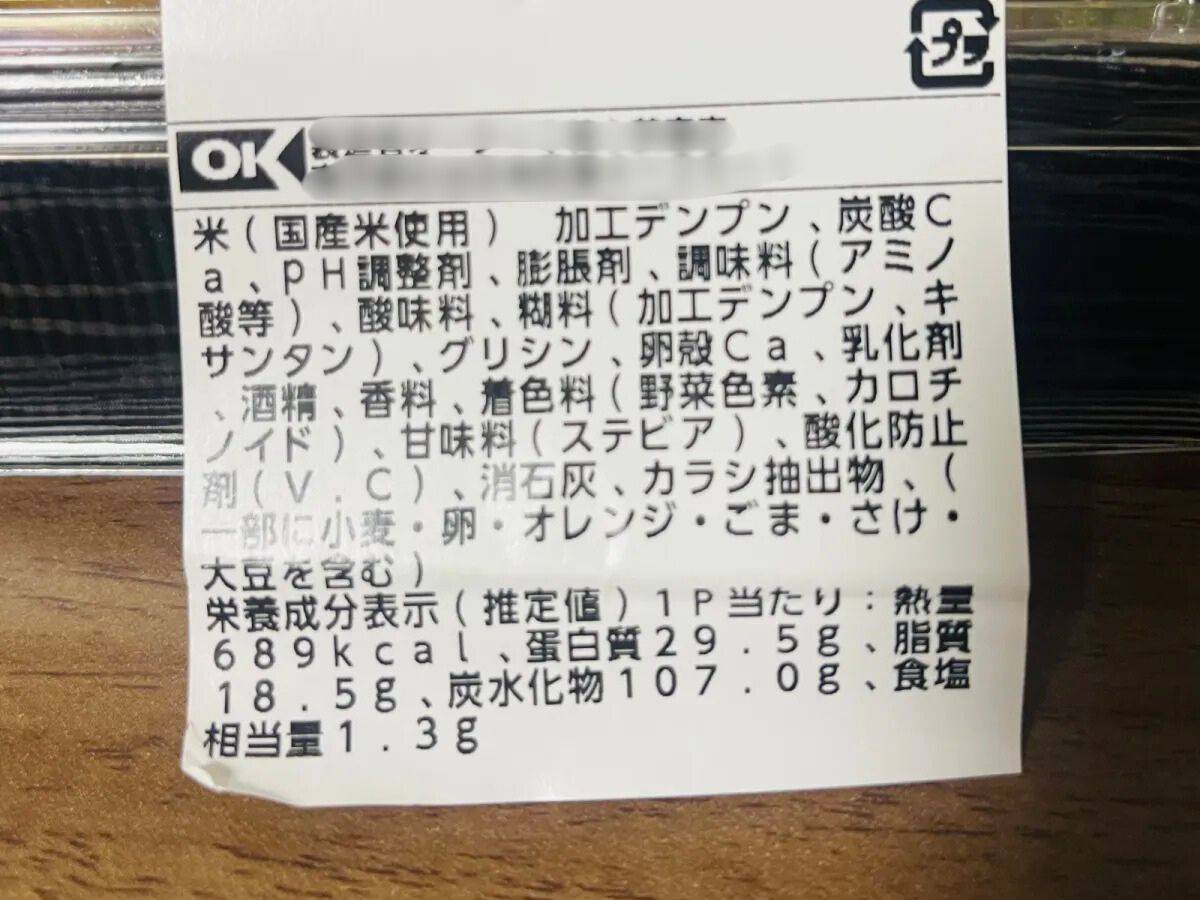 プラ
OK
米(国産米使用) 加工デンプン、炭酸C
a、pH調整剤、膨脹剤、調味料(アミノ
酸等)、酸味料、糊料(加工デンプン、キ
サンタン)、グリシン、卵殻Ca、乳化剤
、酒精、香料、着色料(野菜色素、カロチ
ノイド)、甘味料(ステビア)、酸化防止
剤(V.C)、消石灰、カラシ抽出物、(
一部に小麦・卵・オレンジ・ごま・さけ・
大豆を含む)
栄養成分表示(推定値)1P当たり:熱量
689kcal、蛋白質29.5g、脂質
18.5g、炭水化物107.0g、食塩
相当量1.3g